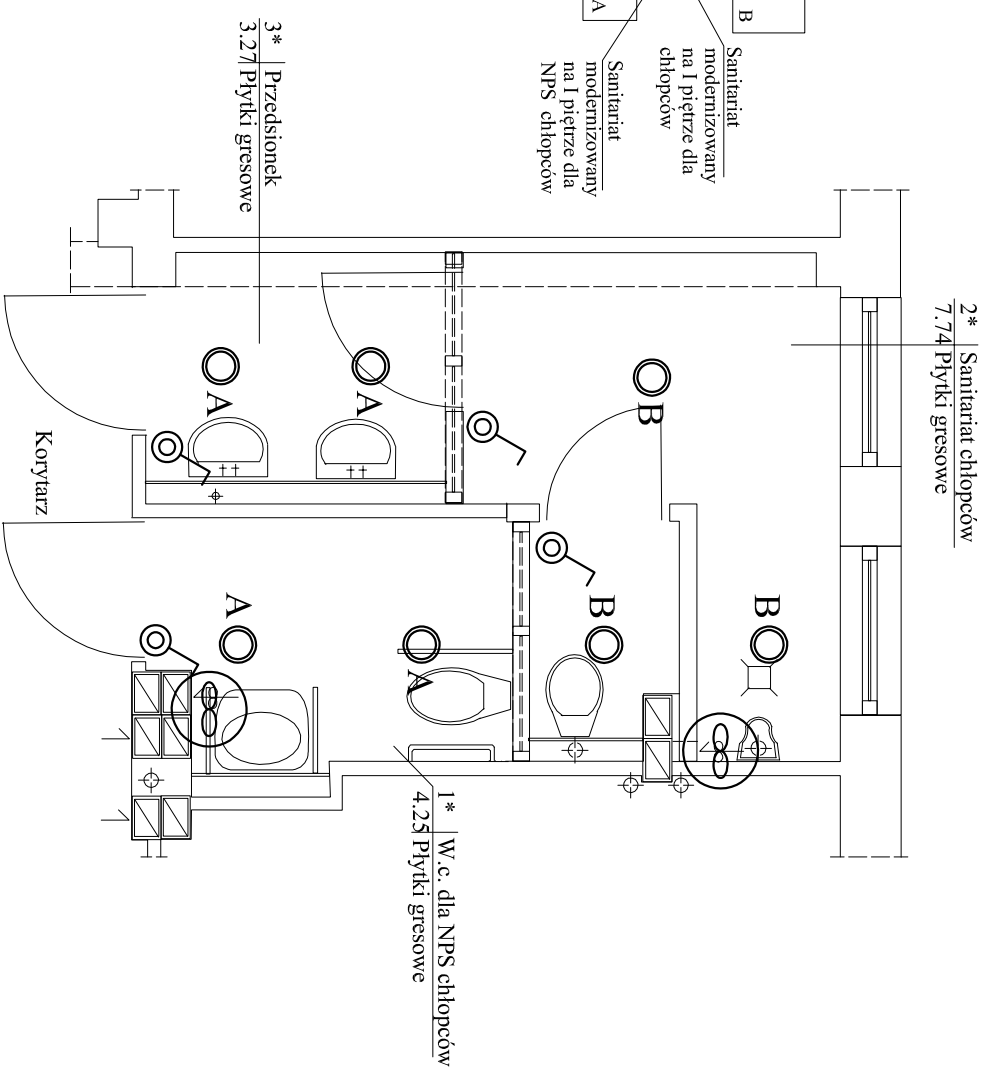 2* Sanitariat chłopców
7.74 Płytki gresowe
B
Sanitariat
modernizowany
na I piętrze dla
chłopców
A
Sanitariat
modernizowany
na I piętrze dla
NPS chłopców
1* W.c. dla NPS chłopców
4.25 Płytki gresowe
3* Przedsionek
3.27 Płytki gresowe
B
B
B
A
A
A
A
Korytarz